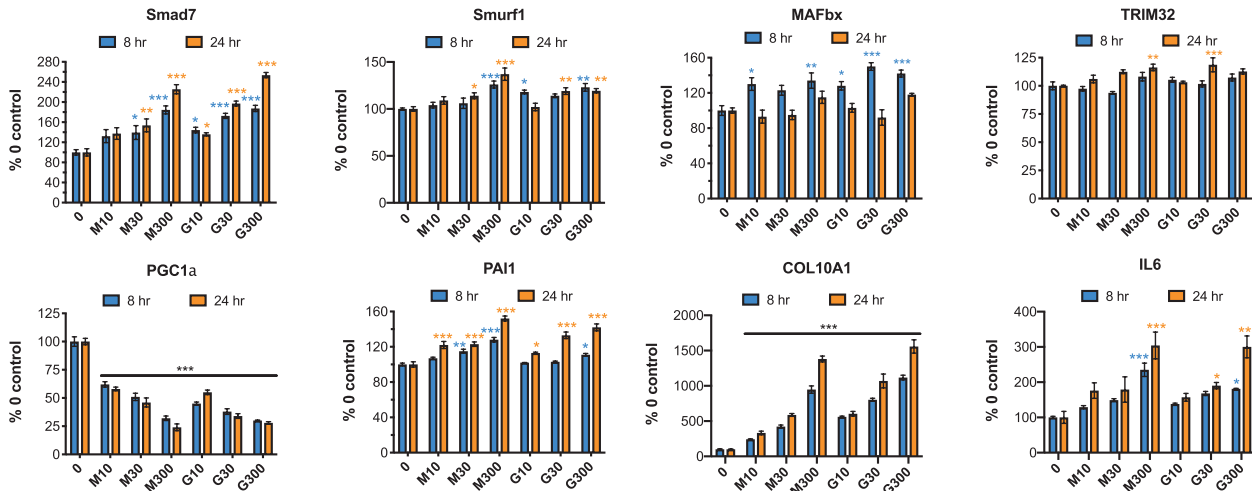 Smad7
8 hr 24 hr
% 0 control
280
240
200
160
120
80
40
0
* ** *** *** * * *** *** *** ***
0 M10 M30 M300 G10 G30 G300
Smurf1
8 hr 24 hr
% 0 control
150
100
50
0
* *** *** * ** ** **
0 M10 M30 M300 G10 G30 G300
MAFbx
8 hr 24 hr
% 0 control
160
120
80
40
0
* ** * *** ***
0 M10 M30 M300 G10 G30 G300
TRIM32
8 hr 24 hr
% 0 control
125
100
75
50
25
0
** ***
0 M10 M30 M300 G10 G30 G300
PGC1a
8 hr 24 hr
% 0 control
125
100
75
50
25
0
***
0 M10 M30 M300 G10 G30 G300
PAI1
8 hr 24 hr
% 0 control
160
120
80
40
0
*** ** *** *** *** * *** * ***
0 M10 M30 M300 G10 G30 G300
COL10A1
8 hr 24 hr
% 0 control
2000
1500
1000
500
0
***
0 M10 M30 M300 G10 G30 G300
IL6
8 hr 24 hr
% 0 control
400
300
200
100
0
*** *** * * **
0 M10 M30 M300 G10 G30 G300